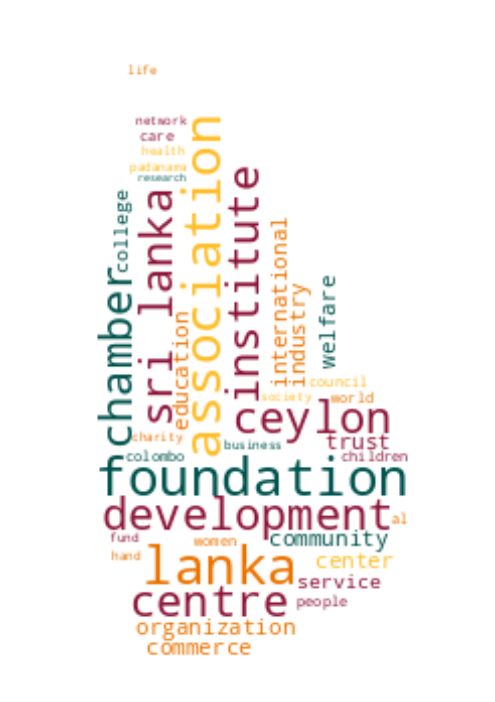 life
network
care
health
padanama
research
college
chamber
sri lanka
association
institute
education
international
industry
welfare
council
society
world
ceylon
charity
business
trust
colombo
children
foundation
development
al
fund
women
community
hand
lanka
center
service
centre
people
organization
commerce